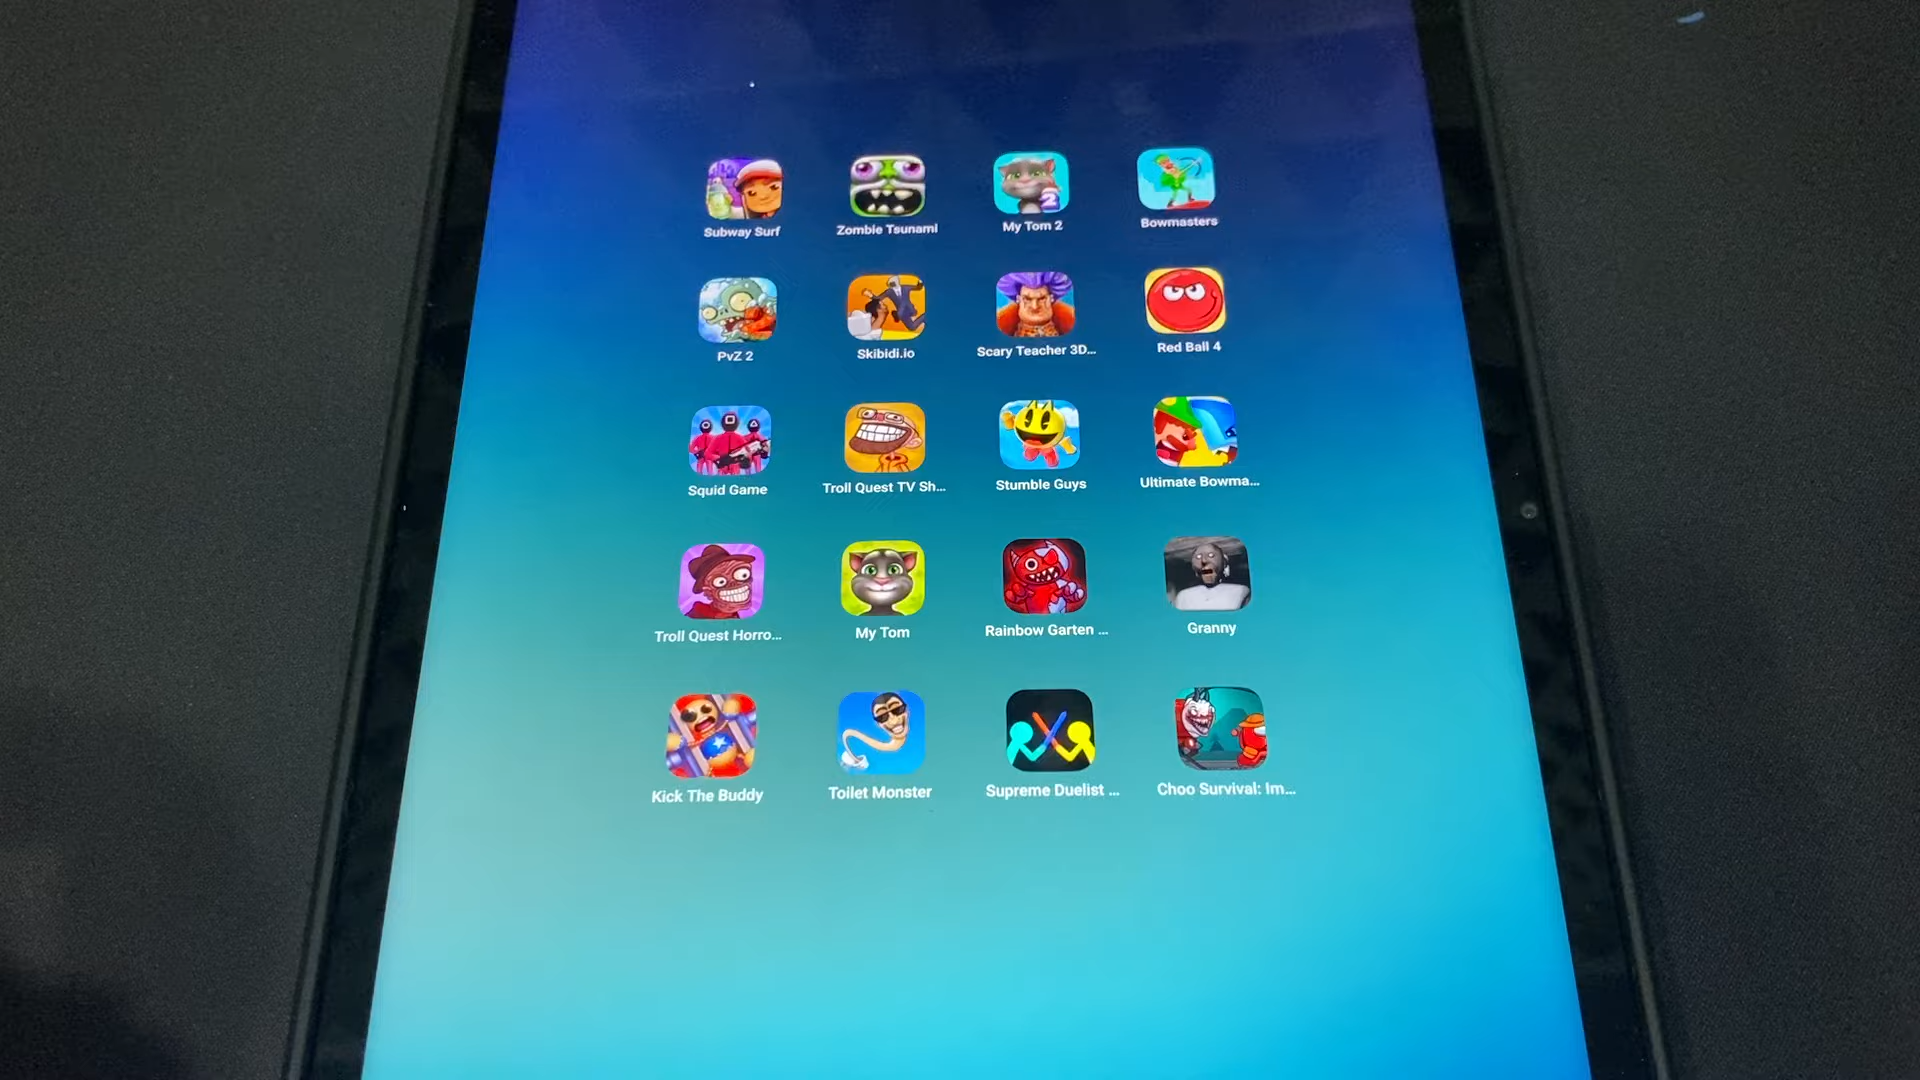 Subway Surf
Zombie Tsunami
My Tom 2
Bowmasters
2
PvZ 2
Skibidi.io
Scary Teacher 3D...
Red Ball 4
Squid Game
Troll Quest TV Sh...
Stumble Guys
Ultimate Bowma...
Troll Quest Horro...
My Tom
Rainbow Garten ...
Granny
Kick The Buddy
Toilet Monster
Supreme Duelist ...
Choo Survival: Im...